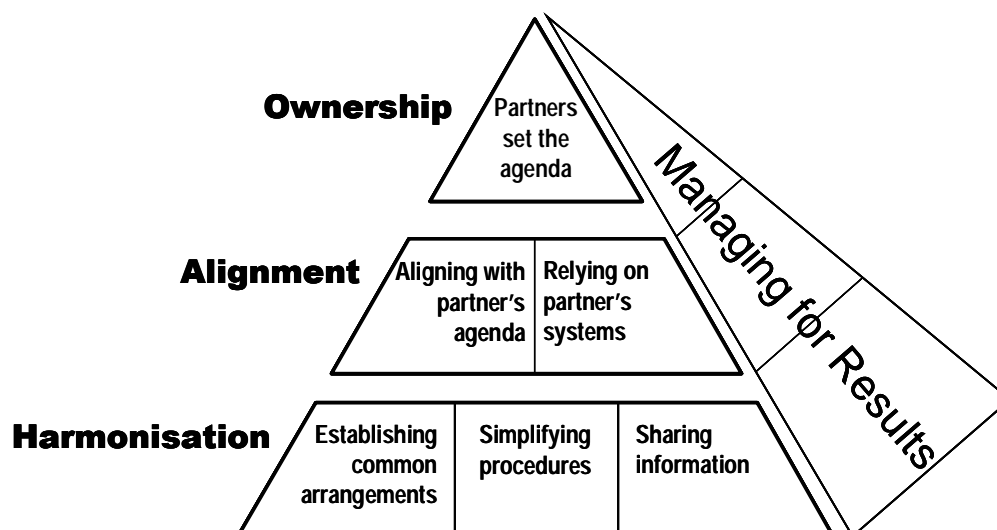 Ownership
Partners
set the
agenda
Managing for Results
Alignment
Aligning with
partner's
agenda
Relying on
partner's
systems
Harmonisation
Establishing
common
arrangements
Simplifying
procedures
Sharing
information